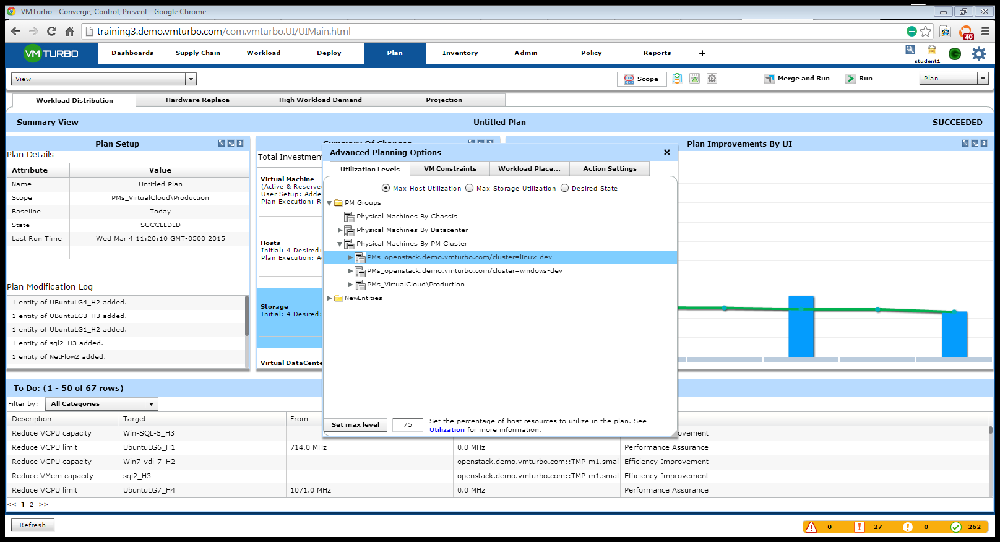 VMTurbo - Converge, Control, Prevent - Google Chrome
training3.demo.vmturbo.com/com.vmturbo.UI/UIMain.html
40
VMTURBO
Dashboards
Supply Chain
Workload
Deploy
Plan
Inventory
Admin
Policy
Reports
+
student1
View
Scope
Merge and Run
Run
Plan
Workload Distribution
Hardware Replace
High Workload Demand
Projection
Summary View
Untitled Plan
SUCCEEDED
Plan Setup
Plan Details
Attribute Value
Name Untitled Plan
Scope PMs_VirtualCloud\Production
Baseline Today
State SUCCEEDED
Last Run Time Wed Mar 4 11:20:10 GMT-0500 2015
Plan Modification Log
1 entity of UBuntuLG4_H2 added.
1 entity of UBuntuLG3_H3 added.
1 entity of UbuntuLG1_H2 added.
1 entity of sql2_H3 added.
1 entity of NetFlow2 added.
Summary Of Changes
Total Investment
Virtual Machine
(Active & Reserve
User Setup: Adde
Plan Execution: R
Hosts
Initial: 4 Desired:
Plan Execution: A
Storage
Initial: 4 Desired:
Virtual DataCente
Advanced Planning Options
Utilization Levels
VM Constraints
Workload Place...
Action Settings
Max Host Utilization
Max Storage Utilization
Desired State
PM Groups
Physical Machines By Chassis
Physical Machines By Datacenter
Physical Machines By PM Cluster
PMs_openstack.demo.vmturbo.com/cluster=linux-dev
PMs_openstack.demo.vmturbo.com/cluster=windows-dev
PMs_VirtualCloud\Production
NewEntities
Set max level
75
Set the percentage of host resources to utilize in the plan. See
Utilization for more information.
Plan Improvements By UI
To Do: (1 - 50 of 67 rows)
Filter by: All Categories
Description Target From
Reduce VCPU capacity Win-SQL-5_H3 ovement
Reduce VCPU limit UbuntuLG6_H1 714.0 MHz 0.0 MHz Performance Assurance
Reduce VCPU capacity Win7-vdi-7_H2 openstack.demo.vmturbo.com::TMP-m1.smal Efficiency Improvement
Reduce VMem capacity sql2_H3 openstack.demo.vmturbo.com::TMP-m1.smal Efficiency Improvement
Reduce VCPU limit UbuntuLG7_H4 1071.0 MHz 0.0 MHz Performance Assurance
<< 1 2 >>
Refresh
0
27
0
262